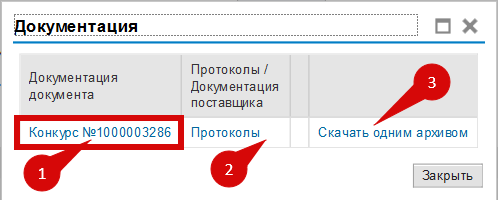 Документация
Документация документа
Протоколы / Документация поставщика
Конкурс №1000003286
Протоколы
Скачать одним архивом
1
2
3
Закрыть